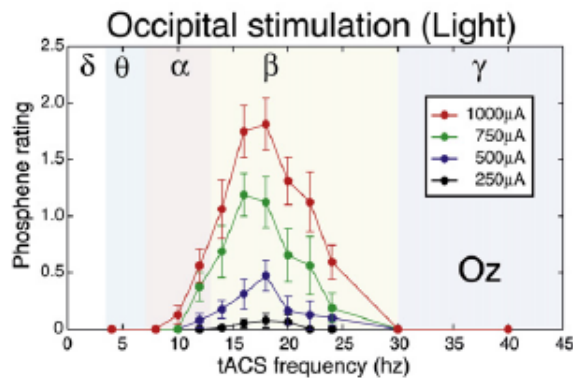 Occipital stimulation (Light)
Phosphene rating
2.5
2.0
1.5
1.0
0.5
0
δ θ α β γ
1000μA
750μA
500μA
250μA
Oz
0 5 10 15 20 25 30 35 40 45
tACS frequency (hz)